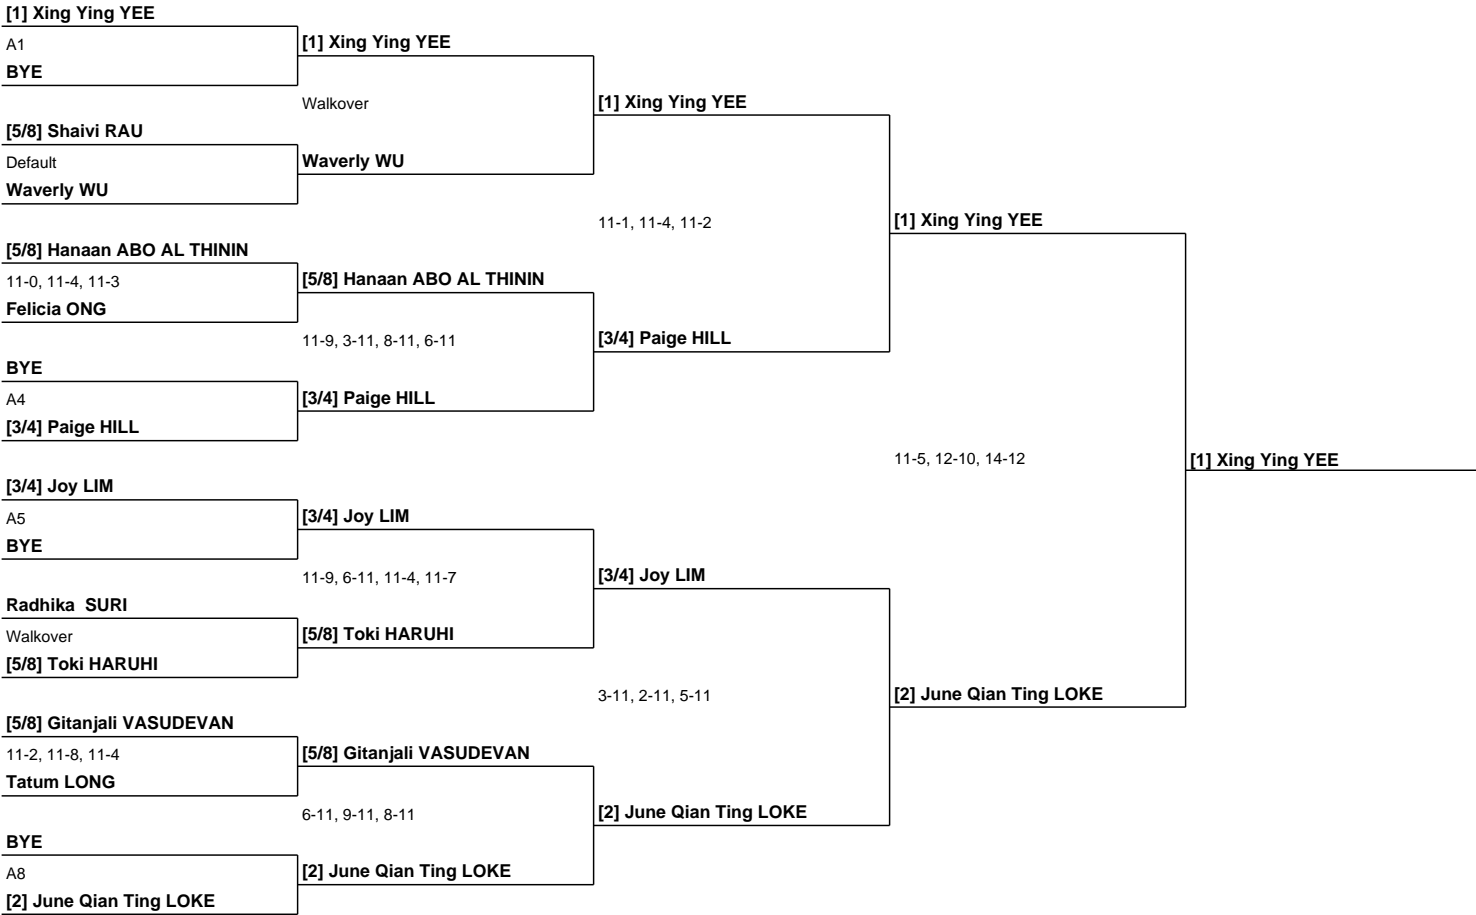 [1] Xing Ying YEE
A1
BYE
[5/8] Shaivi RAU
Default
Waverly WU
[5/8] Hanaan ABO AL THININ
11-0, 11-4, 11-3
Felicia ONG
BYE
A4
[3/4] Paige HILL
[3/4] Joy LIM
A5
BYE
Radhika  SURI
Walkover
[5/8] Toki HARUHI
[5/8] Gitanjali VASUDEVAN
11-2, 11-8, 11-4
Tatum LONG
BYE
A8
[2] June Qian Ting LOKE
[1] Xing Ying YEE
Walkover
Waverly WU
[5/8] Hanaan ABO AL THININ
11-9, 3-11, 8-11, 6-11
[3/4] Paige HILL
[3/4] Joy LIM
11-9, 6-11, 11-4, 11-7
[5/8] Toki HARUHI
[5/8] Gitanjali VASUDEVAN
6-11, 9-11, 8-11
[2] June Qian Ting LOKE
[1] Xing Ying YEE
11-1, 11-4, 11-2
[3/4] Paige HILL
[3/4] Joy LIM
3-11, 2-11, 5-11
[2] June Qian Ting LOKE
[1] Xing Ying YEE
11-5, 12-10, 14-12
[2] June Qian Ting LOKE
[1] Xing Ying YEE